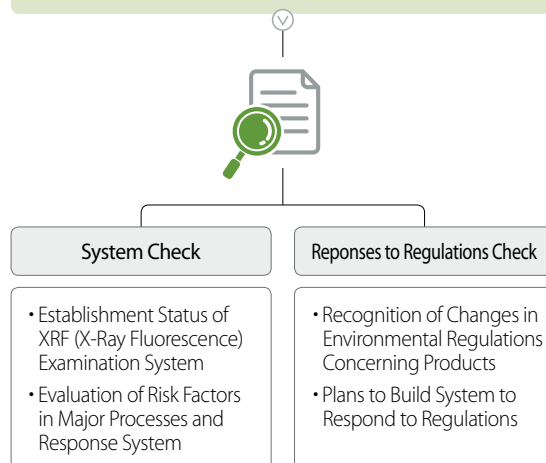 System Check
• Establishment Status of
XRF (X-Ray Fluorescence)
Examination System
• Evaluation of Risk Factors
in Major Processes and
Response System
Reponses to Regulations Check
• Recognition of Changes in
Environmental Regulations
Concerning Products
• Plans to Build System to
Respond to Regulations